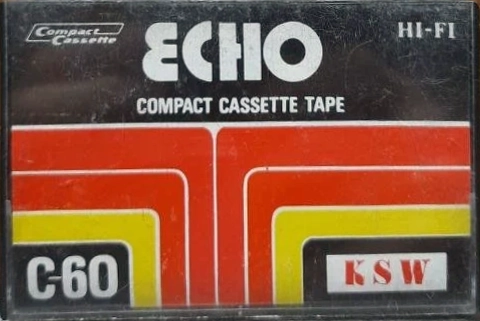 Compact
Cassette
ECHO
HI-FI
COMPACT CASSETTE TAPE
C-60
KSW